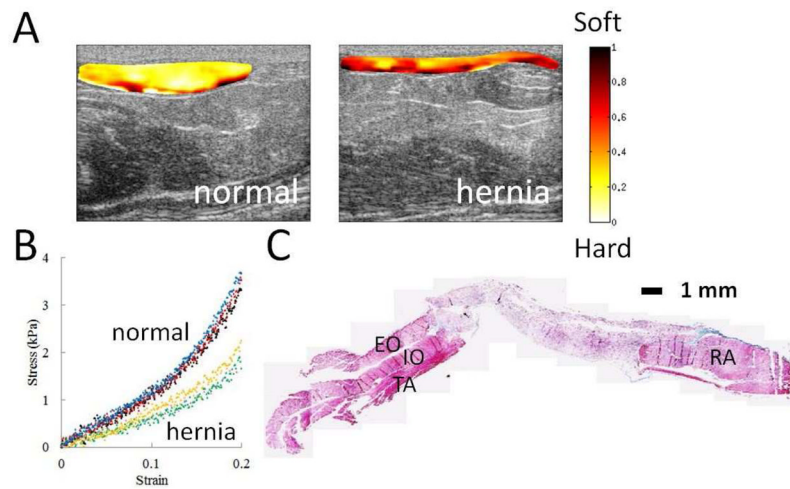 A
Soft
1
0.8
0.6
0.4
0.2
0
Hard
normal
hernia
B
4
3
2
1
0
Stress (kPa)
normal
hernia
0
0.1
0.2
Strain
C
1 mm
EO
IO
TA
RA